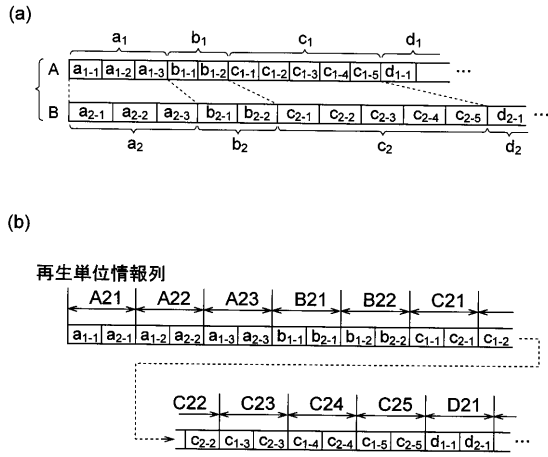 (a)
a₁ b₁ c₁ d₁
A a₁₋₁ a₁₋₂ a₁₋₃ b₁₋₁ b₁₋₂ c₁₋₁ c₁₋₂ c₁₋₃ c₁₋₄ c₁₋₅ d₁₋₁ ...
B a₂₋₁ a₂₋₂ a₂₋₃ b₂₋₁ b₂₋₂ c₂₋₁ c₂₋₂ c₂₋₃ c₂₋₄ c₂₋₅ d₂₋₁ ...
a₂ b₂ c₂ d₂
(b)
再生単位情報列
A21 A22 A23 B21 B22 C21
a₁₋₁ a₂₋₁ a₁₋₂ a₂₋₂ a₁₋₃ a₂₋₃ b₁₋₁ b₂₋₁ b₁₋₂ b₂₋₂ c₁₋₁ c₂₋₁ c₁₋₂
C22 C23 C24 C25 D21
c₂₋₂ c₁₋₃ c₂₋₃ c₁₋₄ c₂₋₄ c₁₋₅ c₂₋₅ d₁₋₁ d₂₋₁ ...